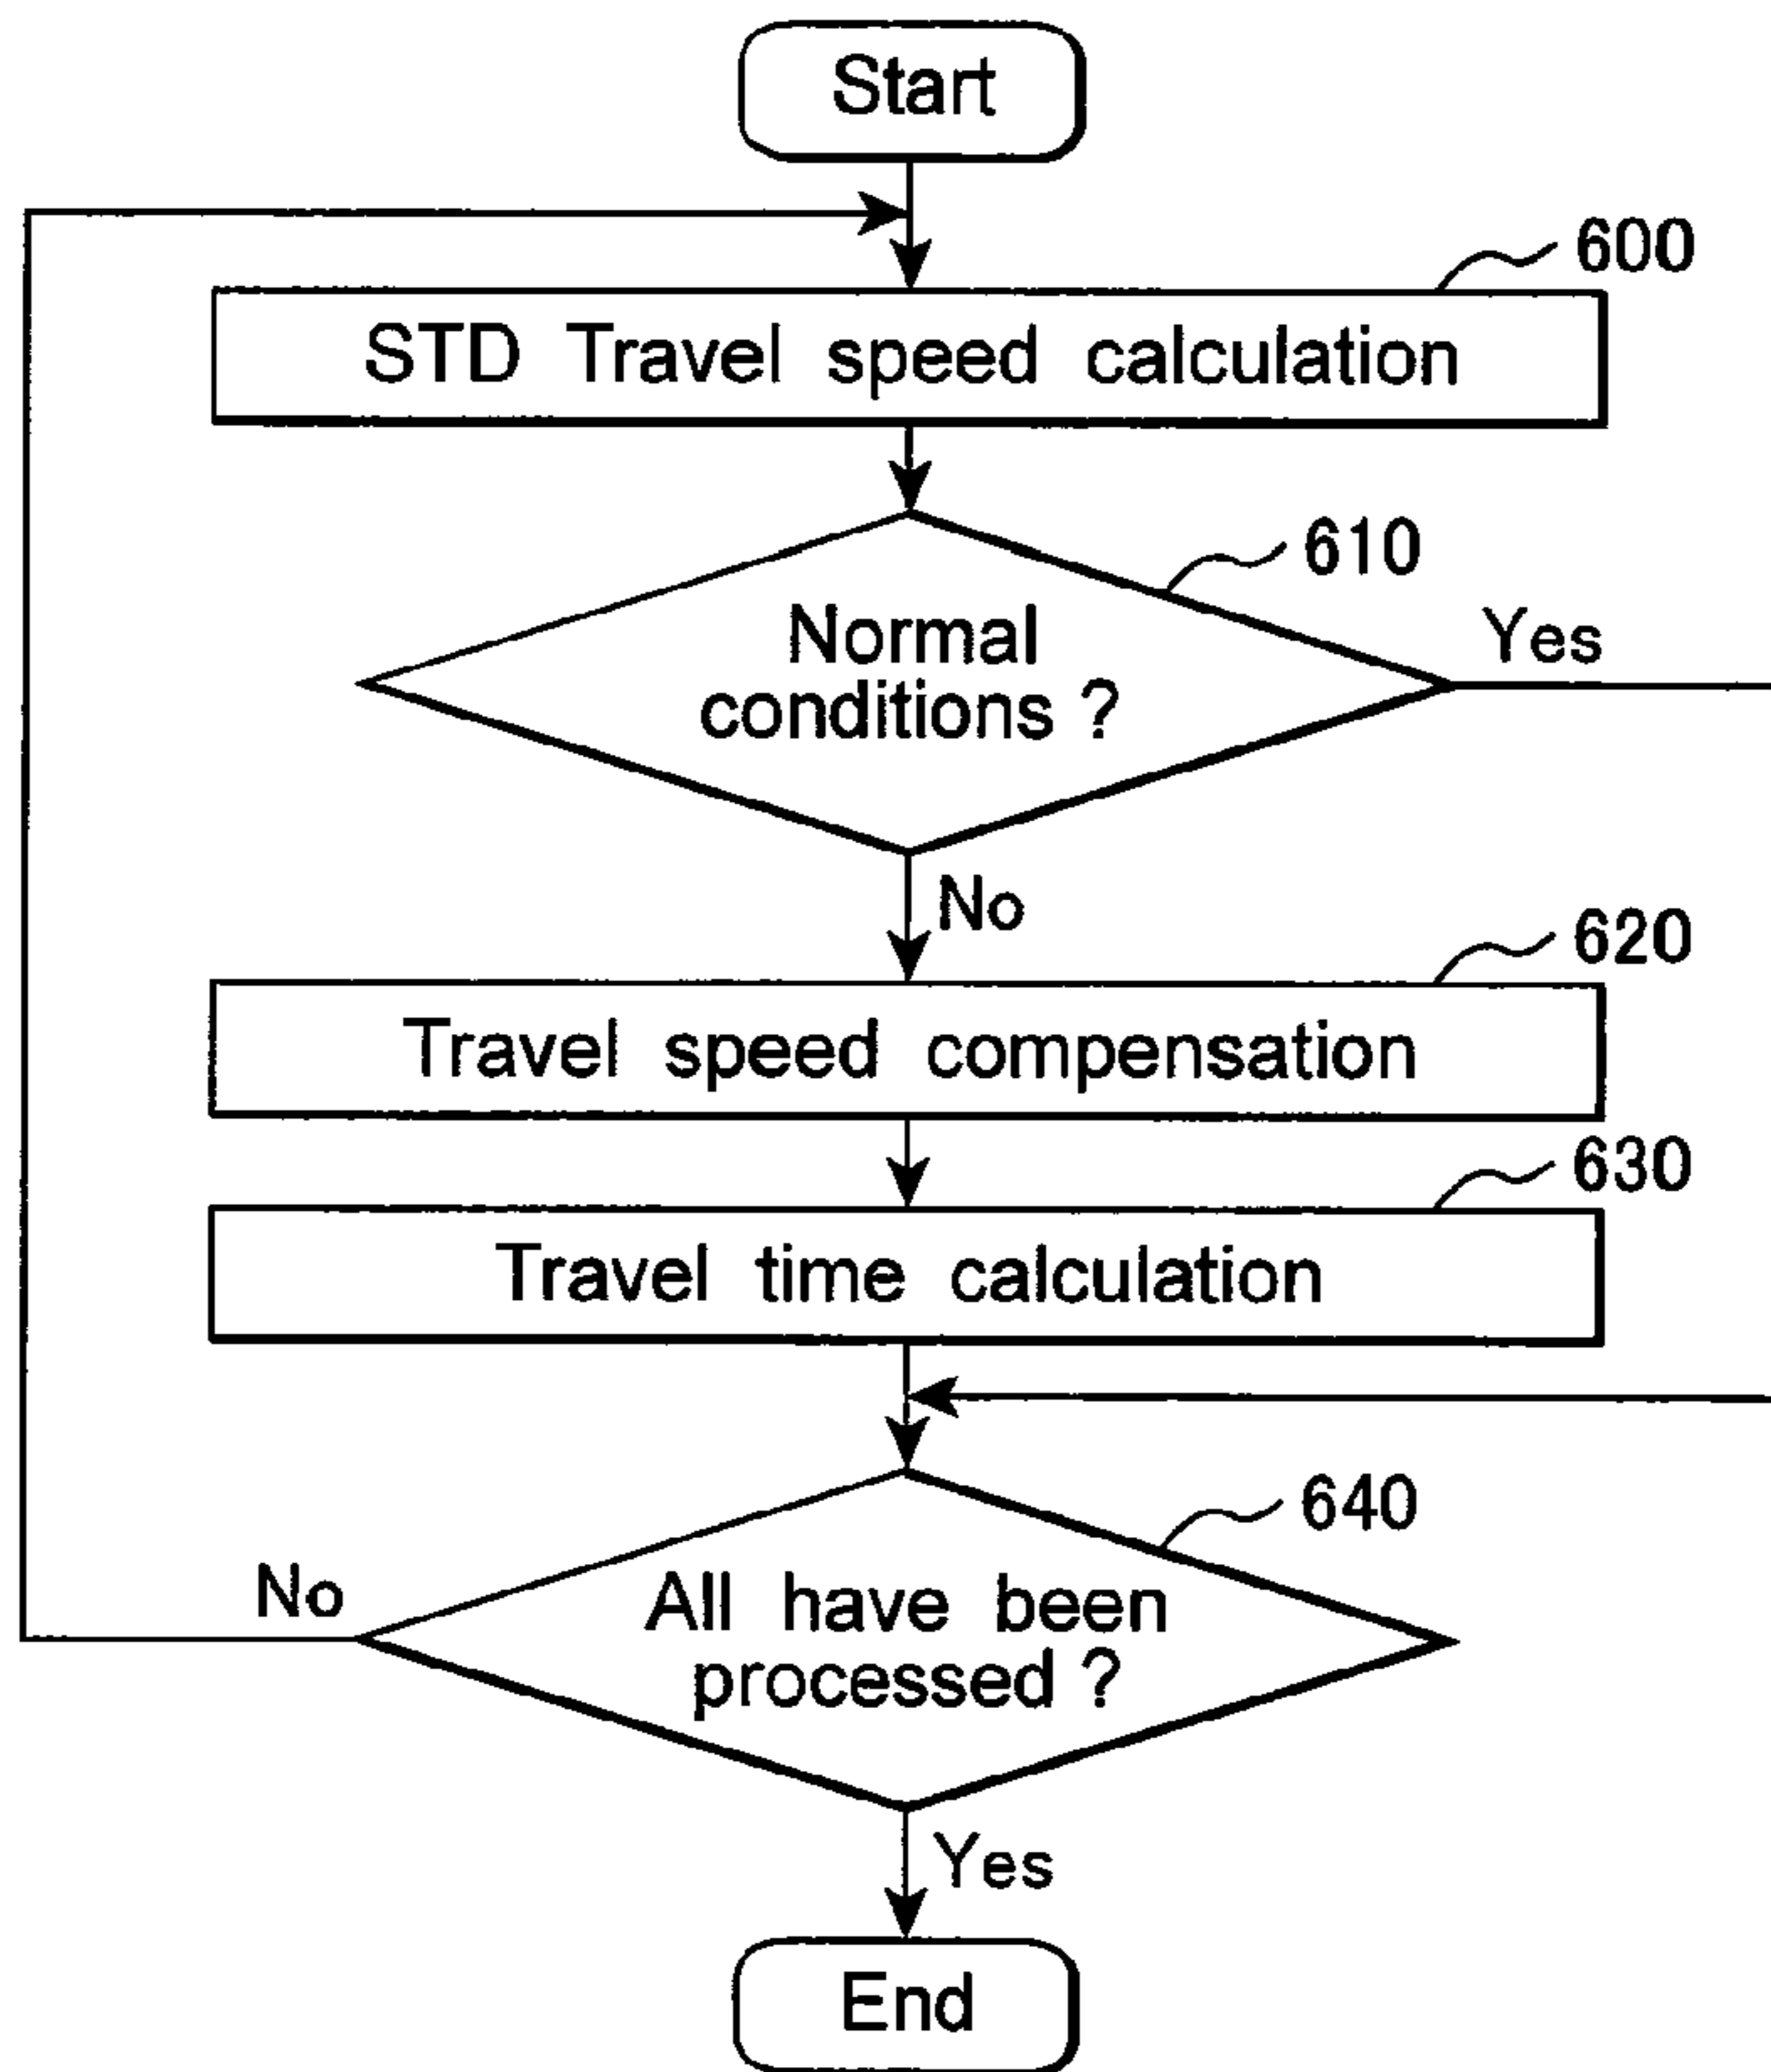 Start
600
STD Travel speed calculation
610
Normal
conditions ?
Yes
No
620
Travel speed compensation
630
Travel time calculation
640
All have been
processed ?
No
Yes
End